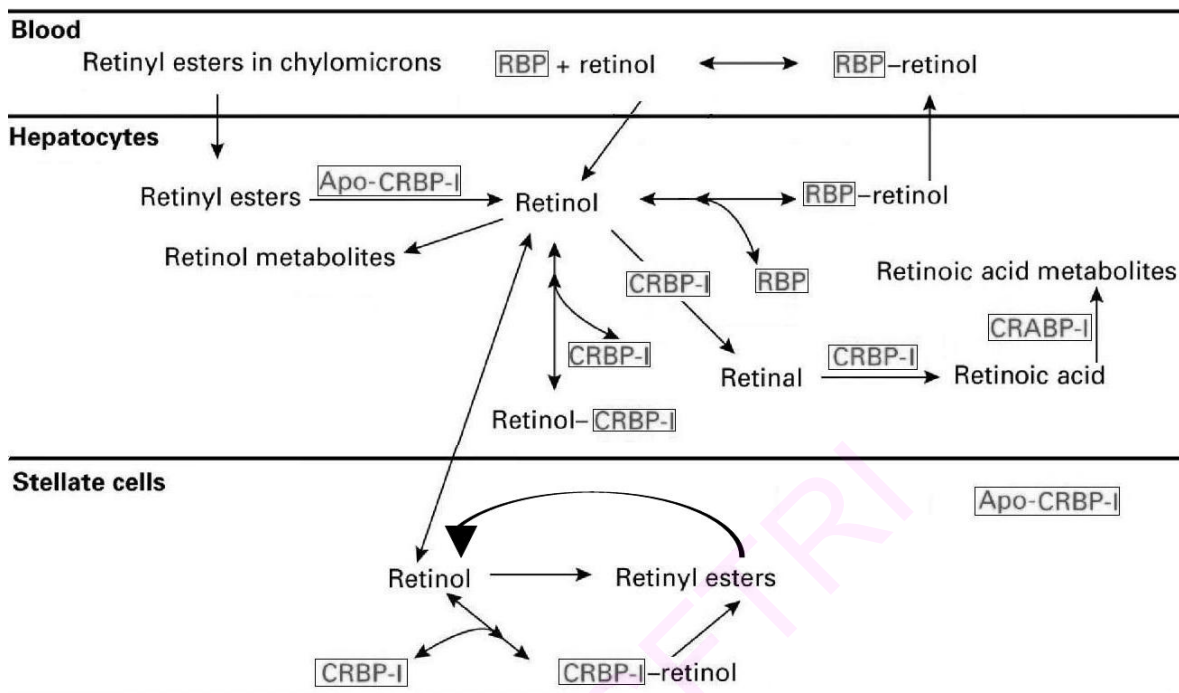 Blood
Retinyl esters in chylomicrons
RBP + retinol
RBP–retinol
Hepatocytes
Retinyl esters
Apo-CRBP-I
Retinol
RBP–retinol
Retinol metabolites
CRBP-I
RBP
Retinoic acid metabolites
CRABP-I
CRBP-I
Retinal
CRBP-I
Retinoic acid
Retinol–CRBP-I
Stellate cells
Apo-CRBP-I
Retinol
Retinyl esters
CRBP-I
CRBP-I–retinol
FTRI